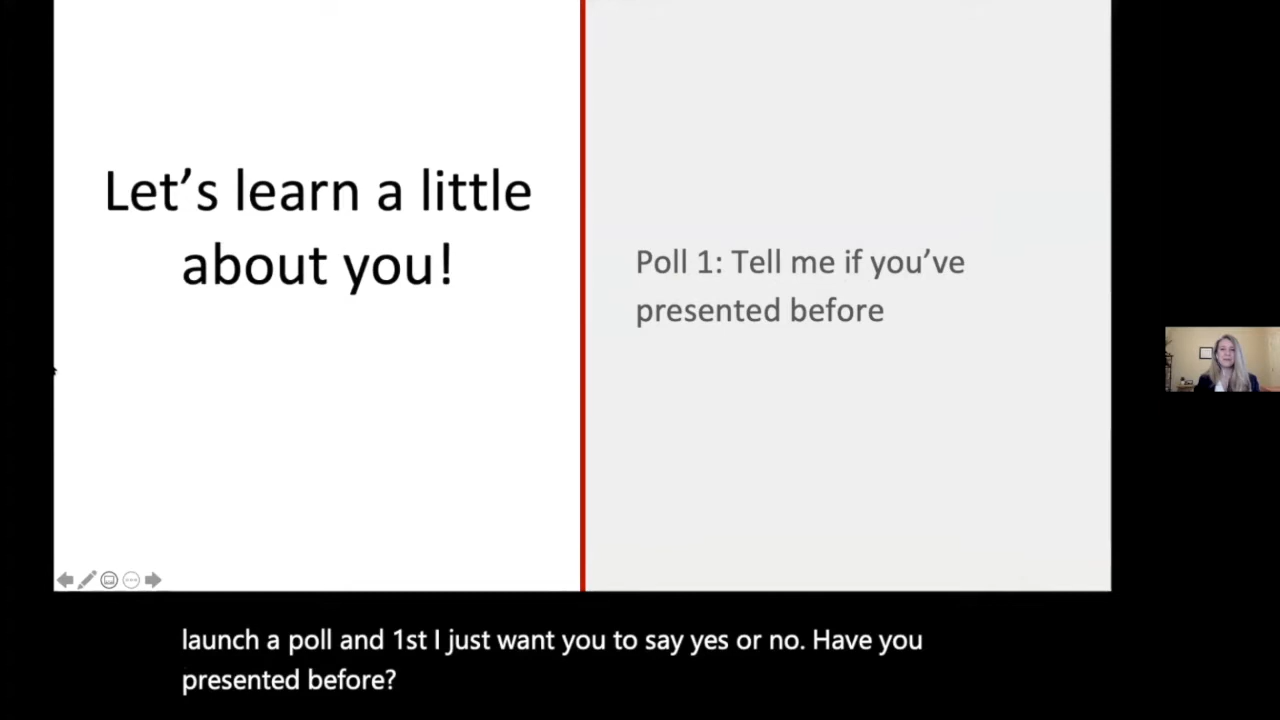 Let’s learn a little
about you!
Poll 1: Tell me if you’ve
presented before
launch a poll and 1st I just want you to say yes or no. Have you
presented before?